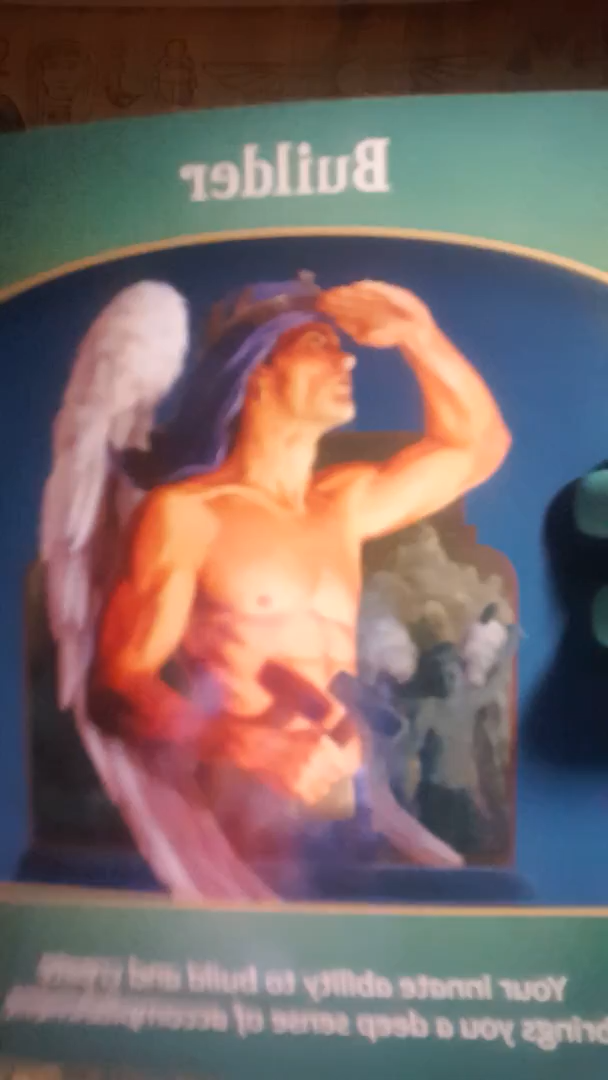 Builder
Your innate ability to build and create
brings you a deep sense of accomplishment.